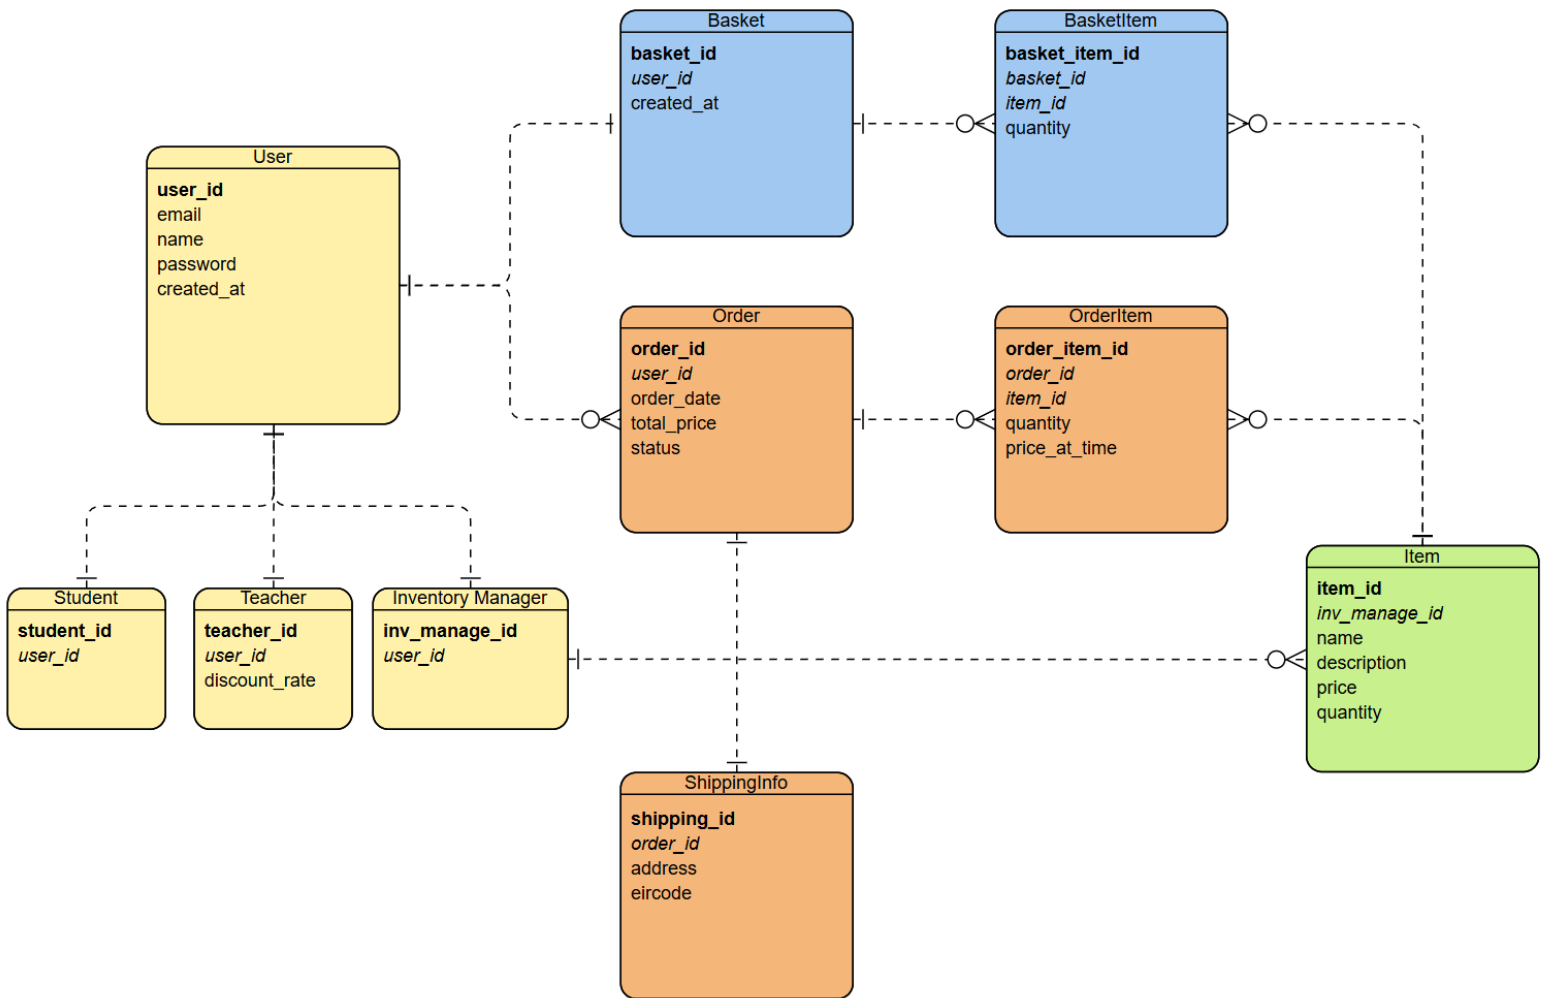 Basket
basket_id
user_id
created_at
BasketItem
basket_item_id
basket_id
item_id
quantity
User
user_id
email
name
password
created_at
Order
order_id
user_id
order_date
total_price
status
OrderItem
order_item_id
order_id
item_id
quantity
price_at_time
Item
item_id
inv_manage_id
name
description
price
quantity
Student
student_id
user_id
Teacher
teacher_id
user_id
discount_rate
Inventory Manager
inv_manage_id
user_id
ShippingInfo
shipping_id
order_id
address
eircode